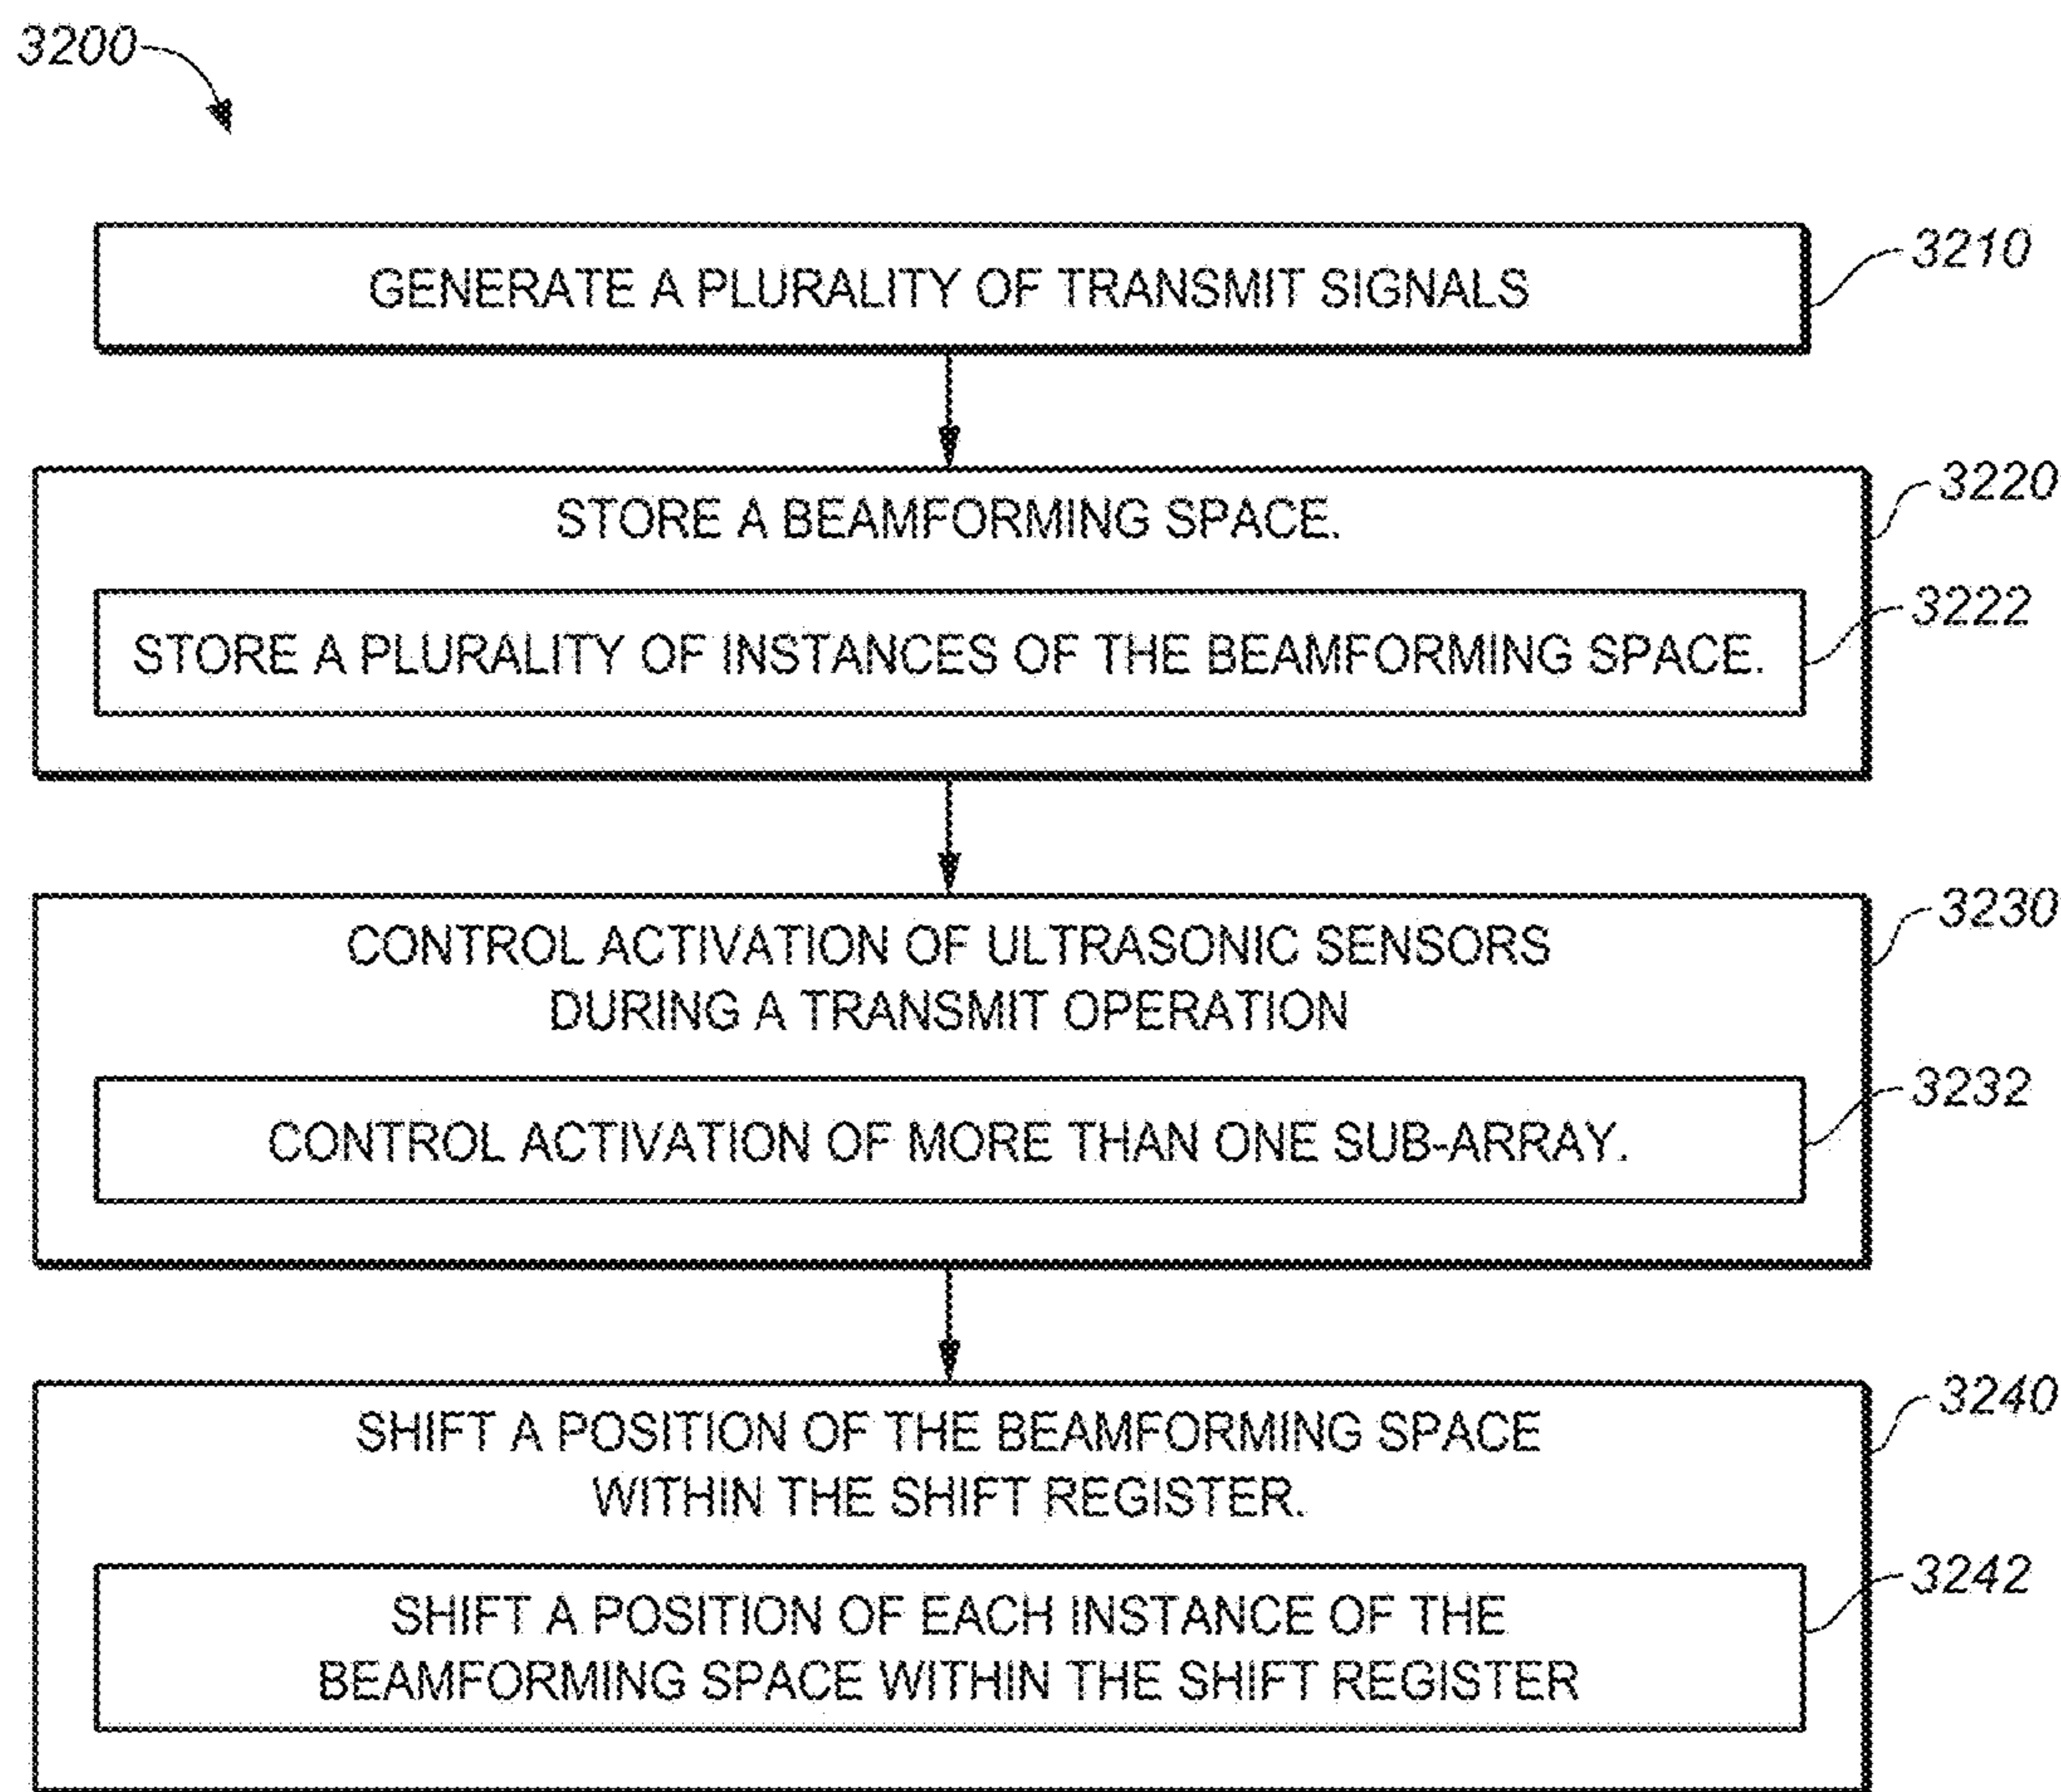 3200
GENERATE A PLURALITY OF TRANSMIT SIGNALS
3210
STORE A BEAMFORMING SPACE.
3220
STORE A PLURALITY OF INSTANCES OF THE BEAMFORMING SPACE.
3222
CONTROL ACTIVATION OF ULTRASONIC SENSORS
DURING A TRANSMIT OPERATION
3230
CONTROL ACTIVATION OF MORE THAN ONE SUB-ARRAY.
3232
SHIFT A POSITION OF THE BEAMFORMING SPACE
WITHIN THE SHIFT REGISTER.
3240
SHIFT A POSITION OF EACH INSTANCE OF THE
BEAMFORMING SPACE WITHIN THE SHIFT REGISTER
3242